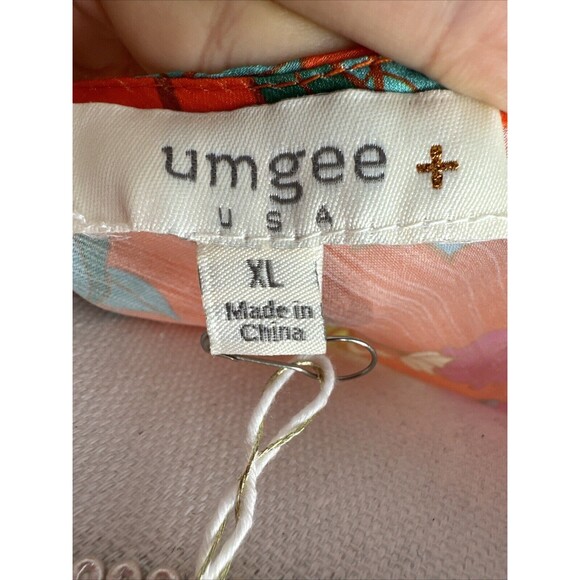 umgee +
USA
XL
Made in
China